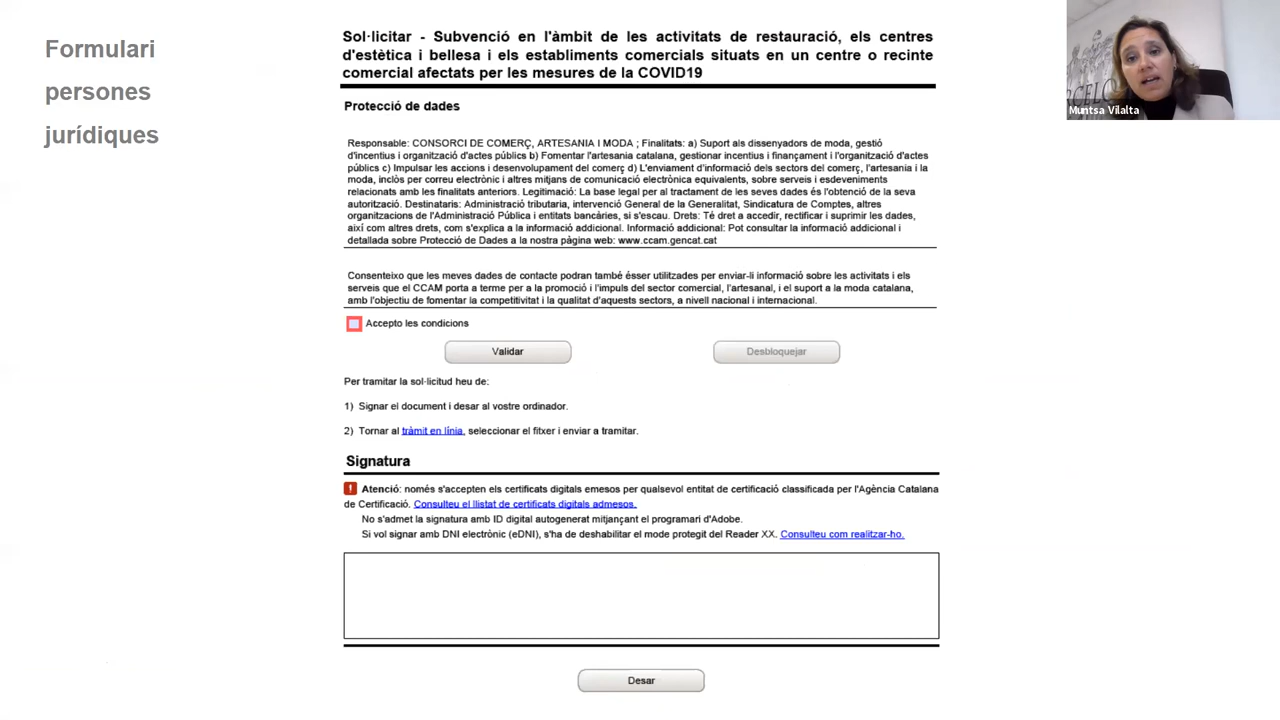 Formulari
persones
jurídiques
Sol·licitar - Subvenció en l'àmbit de les activitats de restauració, els centres
d'estètica i bellesa i els establiments comercials situats en un centre o recinte
comercial afectats per les mesures de la COVID19
Protecció de dades
Responsable: CONSORCI DE COMERÇ, ARTESANIA I MODA ; Finalitats: a) Suport als dissenyadors de moda, gestió
d'incentius i organització d'actes públics b) Fomentar l'artesania catalana, gestionar incentius i finançament i l'organització d'actes
públics c) Impulsar les accions i desenvolupament del comerç d) L'enviament d'informació dels sectors del comerç, l'artesania i la
moda, inclòs per correu electrònic i altres mitjans de comunicació electrònica equivalents, sobre serveis i esdeveniments
relacionats amb les finalitats anteriors. Legitimació: La base legal per al tractament de les seves dades és l'obtenció de la seva
autorització. Destinataris: Administració tributaria, intervenció General de la Generalitat, Sindicatura de Comptes, altres
organitzacions de l'Administració Pública i entitats bancàries, si s'escau. Drets: Té dret a accedir, rectificar i suprimir les dades,
així com altres drets, com s'explica a la informació addicional. Informació addicional: Pot consultar la informació addicional i
detallada sobre Protecció de Dades a la nostra pàgina web: www.ccam.gencat.cat
Consenteixo que les meves dades de contacte podran també ésser utilitzades per enviar-li informació sobre les activitats i els
serveis que el CCAM porta a terme per a la promoció i l'impuls del sector comercial, l'artesanal, i el suport a la moda catalana,
amb l'objectiu de fomentar la competitivitat i la qualitat d'aquests sectors, a nivell nacional i internacional.
Accepto les condicions
Validar
Desbloquejar
Per tramitar la sol·licitud heu de:
1) Signar el document i desar al vostre ordinador.
2) Tornar al tràmit en línia, seleccionar el fitxer i enviar a tramitar.
Signatura
Atenció: només s'accepten els certificats digitals emesos per qualsevol entitat de certificació classificada per l'Agència Catalana
de Certificació. Consulteu el llistat de certificats digitals admesos.
No s'admet la signatura amb ID digital autogenerat mitjançant el programari d'Adobe.
Si vol signar amb DNI electrònic (eDNI), s'ha de deshabilitar el mode protegit del Reader XX. Consulteu com realitzar-ho.
Desar
Muntsa Vilalta